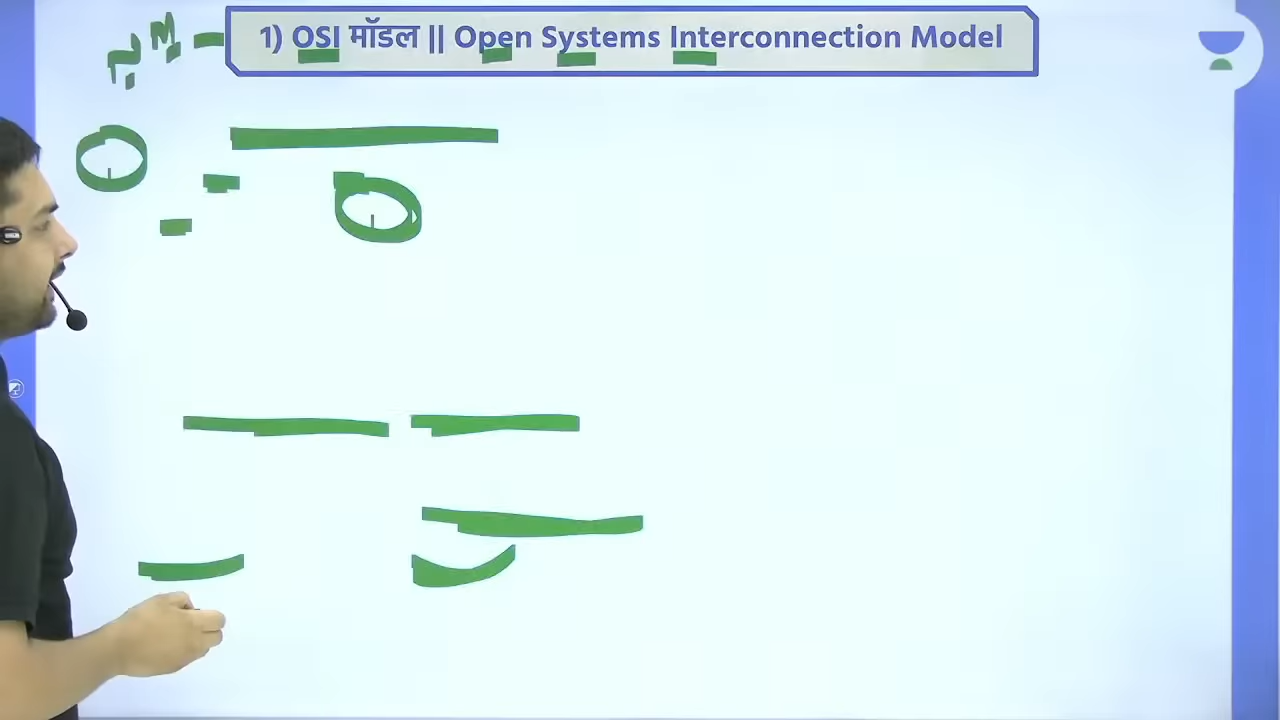 1) OSI मॉडल || Open Systems Interconnection Model